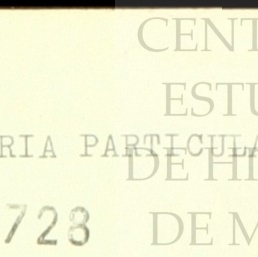 CENT
ESTU
RIA PARTICULA
DE HI
728
DE M